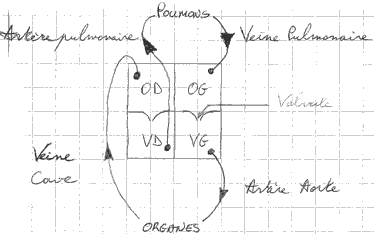 POUMONS
Artère pulmonaire
Veine Pulmonaire
OD OG
Valvule
VD VG
Veine
Cave
Artère Aorte
ORGANES